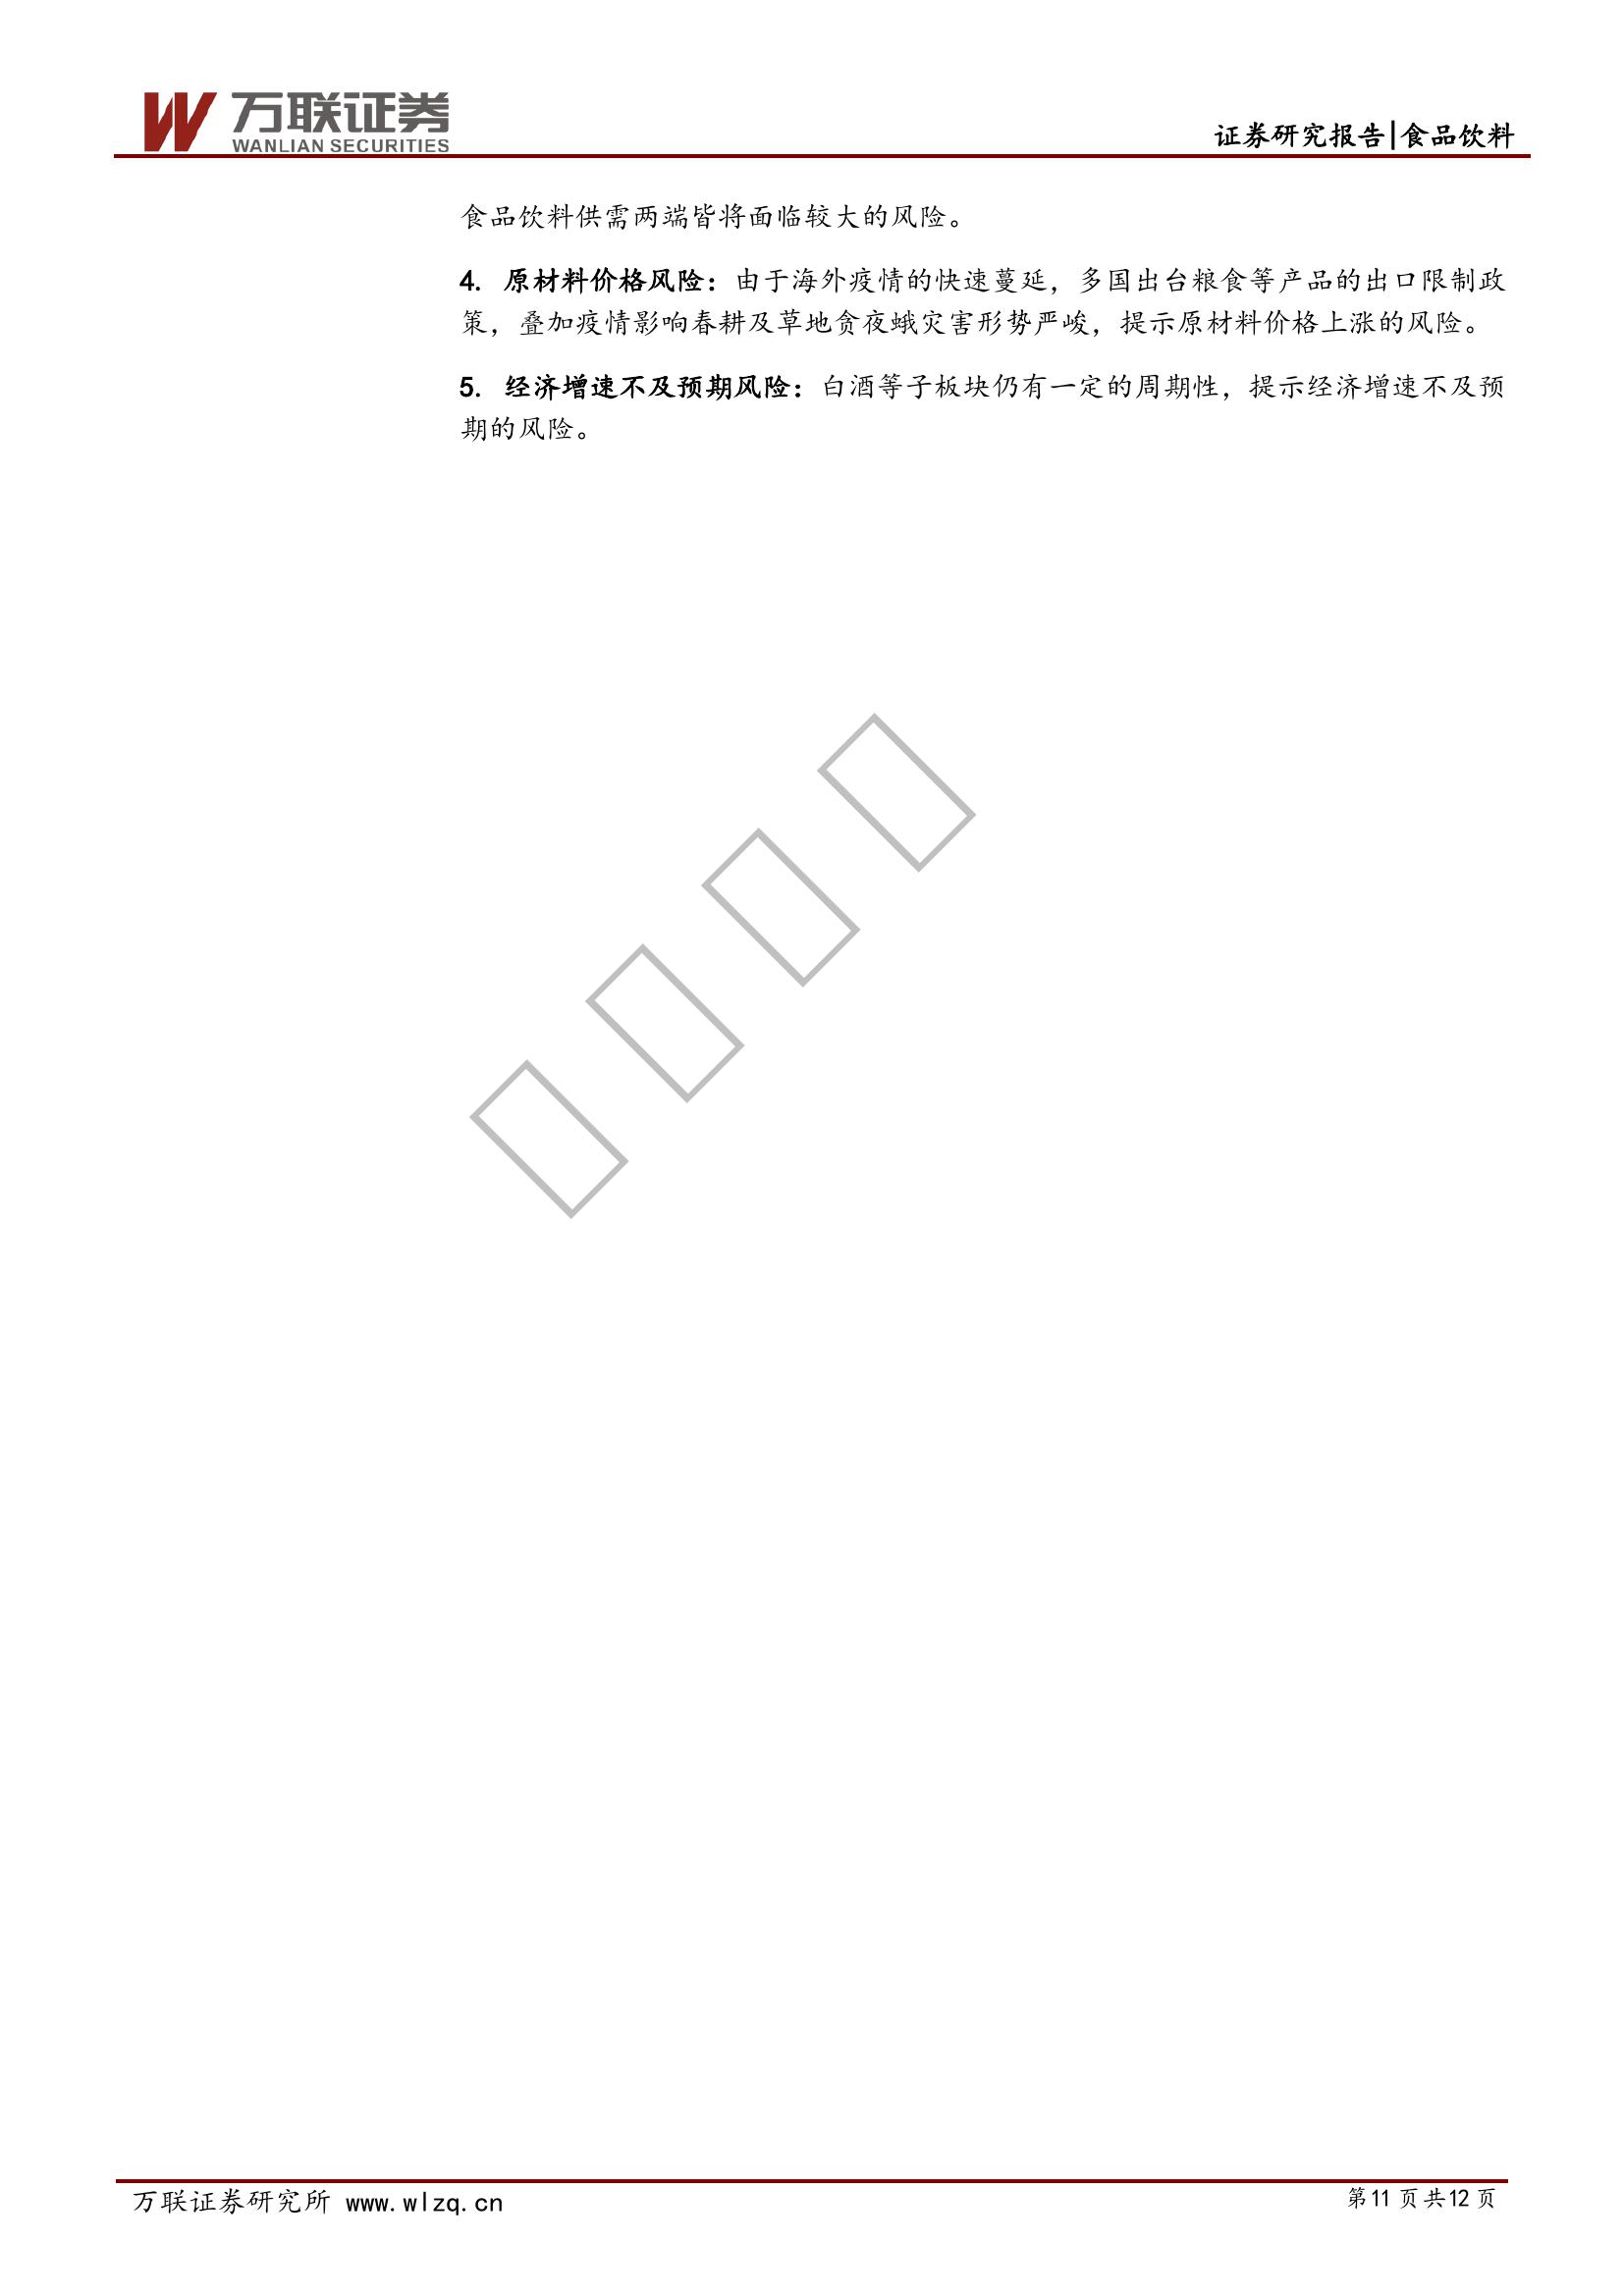 万联证券
WANLIAN SECURITIES
证券研究报告|食品饮料
食品饮料供需两端皆将面临较大的风险。
4. 原材料价格风险：由于海外疫情的快速蔓延，多国出台粮食等产品的出口限制政
策，叠加疫情影响春耕及草地贪夜蛾灾害形势严峻，提示原材料价格上涨的风险。
5. 经济增速不及预期风险：白酒等子板块仍有一定的周期性，提示经济增速不及预
期的风险。
万联证券研究所 www.wlzq.cn
第11 页共12 页